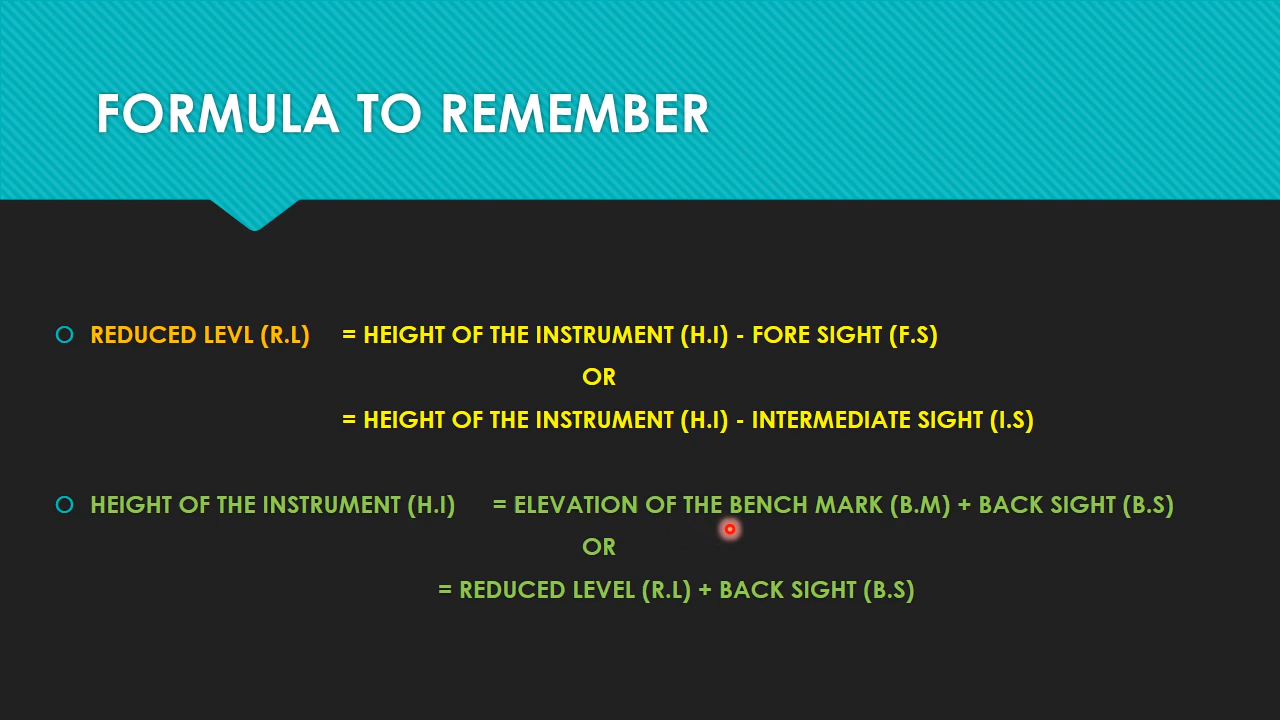 FORMULA TO REMEMBER
REDUCED LEVL (R.L) = HEIGHT OF THE INSTRUMENT (H.I) - FORE SIGHT (F.S)
OR
= HEIGHT OF THE INSTRUMENT (H.I) - INTERMEDIATE SIGHT (I.S)
HEIGHT OF THE INSTRUMENT (H.I) = ELEVATION OF THE BENCH MARK (B.M) + BACK SIGHT (B.S)
OR
= REDUCED LEVEL (R.L) + BACK SIGHT (B.S)